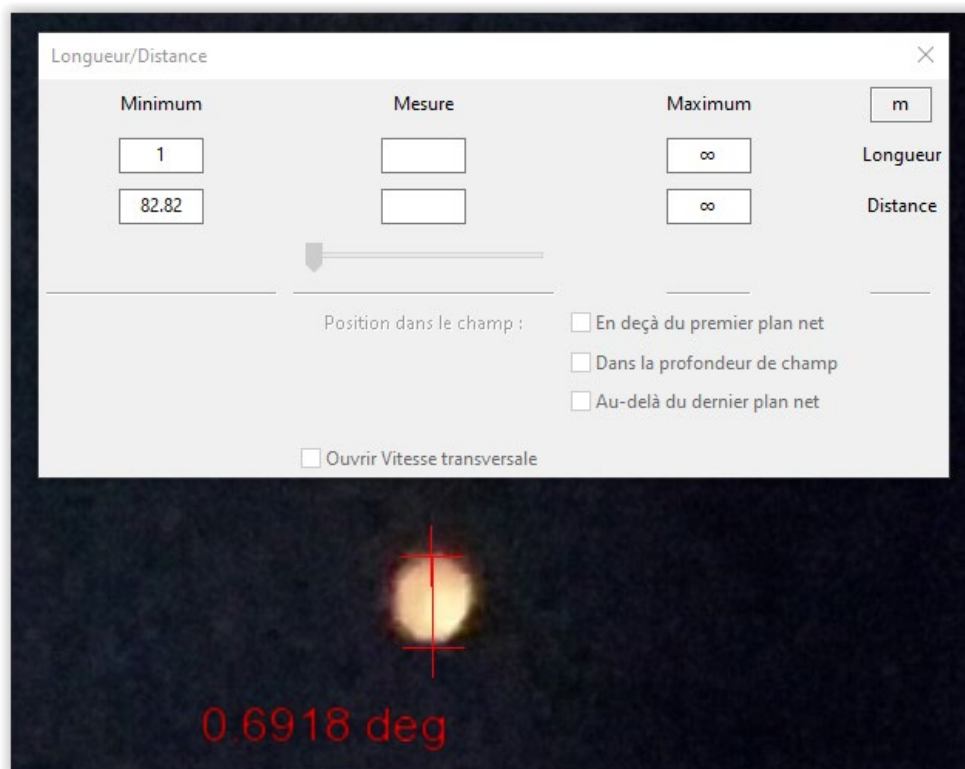 Longueur/Distance
Minimum Mesure Maximum m
1 ∞ Longueur
82.82 ∞ Distance
Position dans le champ :
En deçà du premier plan net
Dans la profondeur de champ
Au-delà du dernier plan net
Ouvrir Vitesse transversale
0.6918 deg